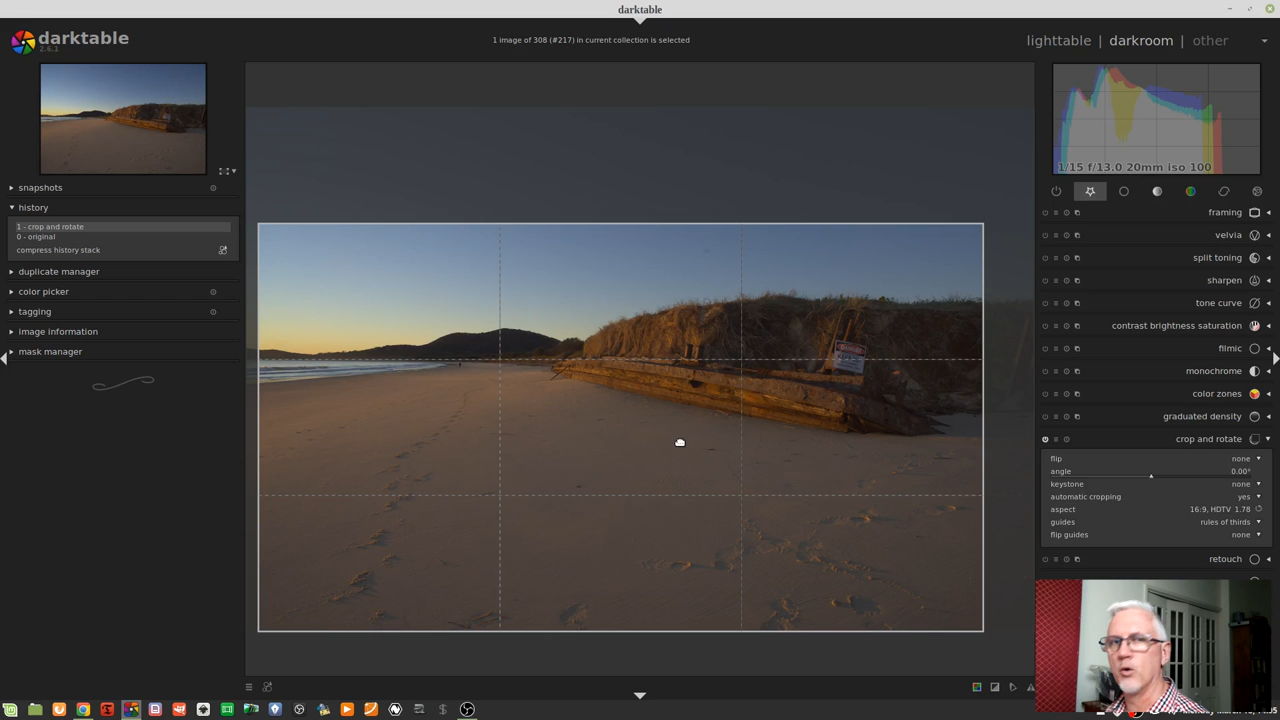 darktable
darktable
2.6.1
1 image of 308 (#217) in current collection is selected
lighttable | darkroom | other
snapshots
history
1 - crop and rotate
0 - original
compress history stack
duplicate manager
color picker
tagging
image information
mask manager
1/15 f/13.0 20mm iso 100
framing
velvia
split toning
sharpen
tone curve
contrast brightness saturation
filmic
monochrome
color zones
graduated density
crop and rotate
flip none
angle 0.00°
keystone none
automatic cropping yes
aspect 16:9, HDTV 1.78
guides rules of thirds
flip guides none
retouch